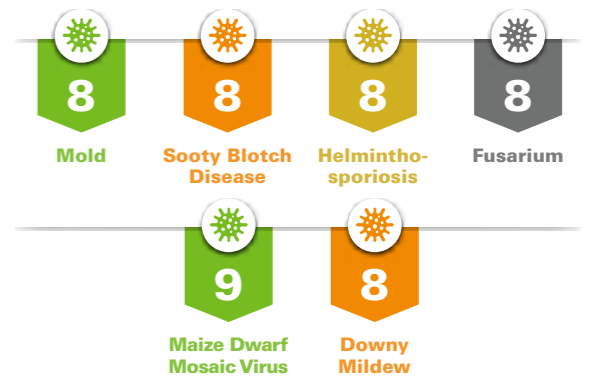 8 8 8 8
Mold Sooty Blotch Helmintho- Fusarium
Disease sporiosis
9 8
Maize Dwarf Downy
Mosaic Virus Mildew